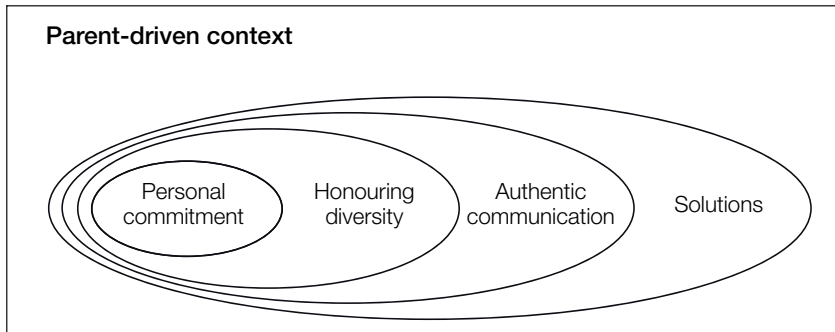 Parent-driven context
Personal
commitment
Honouring
diversity
Authentic
communication
Solutions